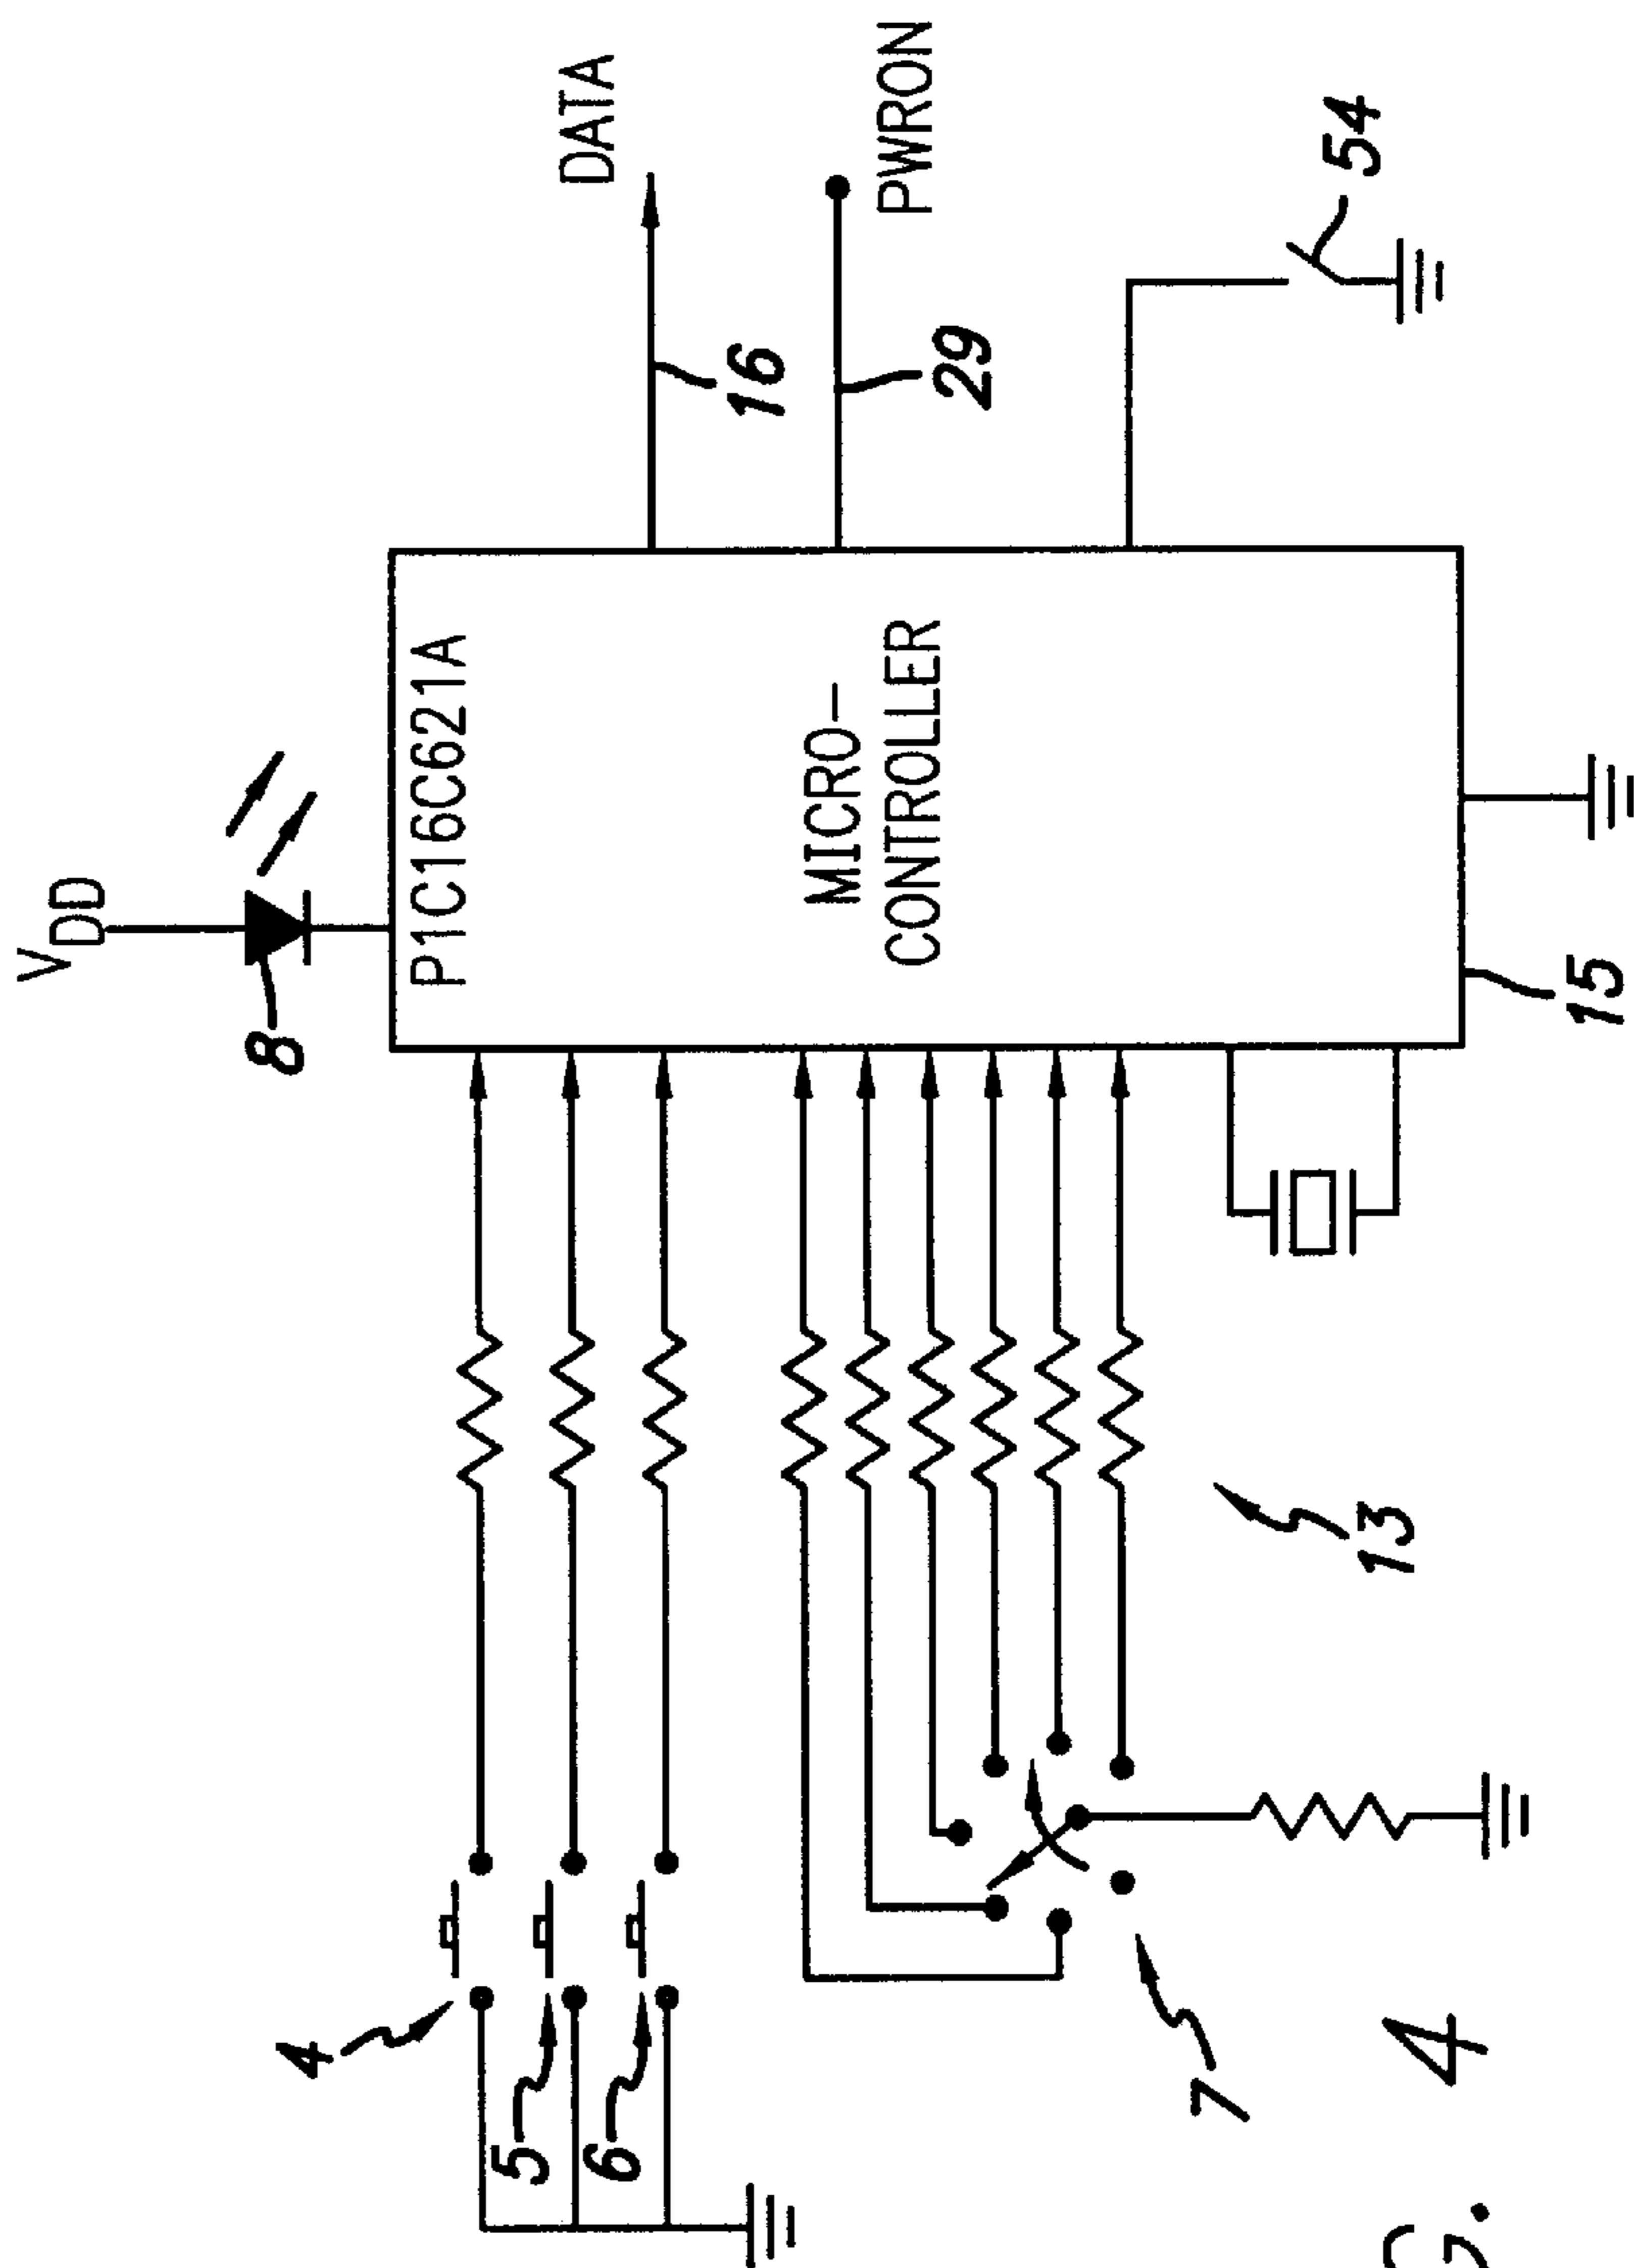 VDD
8
4
P1C16C621A
5
DATA
6
16
MICRO-
CONTROLLER
PWRON
29
7
54
13
15
G. 4